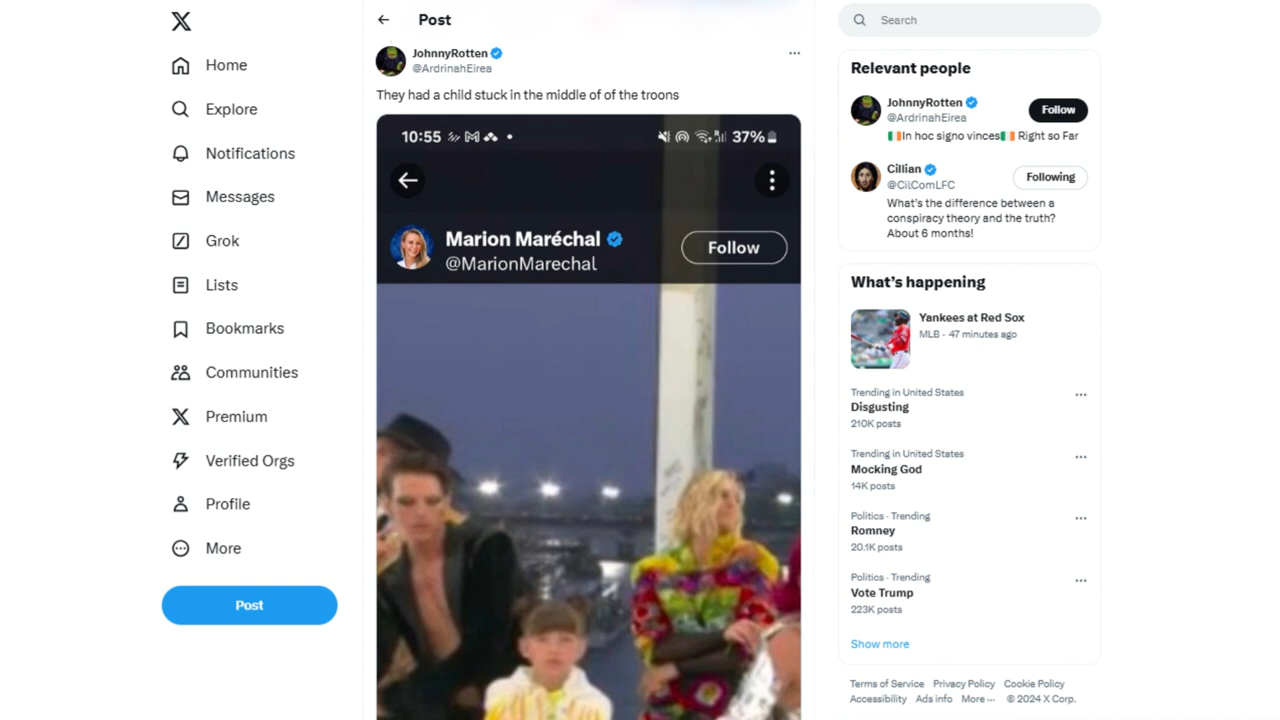 Home
Explore
Notifications
Messages
Grok
Lists
Bookmarks
Communities
Premium
Verified Orgs
Profile
More
Post
Post
JohnnyRotten
@ArdrinahEirea
They had a child stuck in the middle of of the troons
10:55
37%
Marion Maréchal
@MarionMarechal
Follow
Search
Relevant people
JohnnyRotten
@ArdrinahEirea
Follow
🇮🇪In hoc signo vinces🇮🇪 Right so Far
Cillian
@CilComLFC
Following
What's the difference between a
conspiracy theory and the truth?
About 6 months!
What's happening
Yankees at Red Sox
MLB · 47 minutes ago
Trending in United States
Disgusting
210K posts
Trending in United States
Mocking God
14K posts
Politics · Trending
Romney
20.1K posts
Politics · Trending
Vote Trump
223K posts
Show more
Terms of Service Privacy Policy Cookie Policy
Accessibility Ads info More ··· © 2024 X Corp.